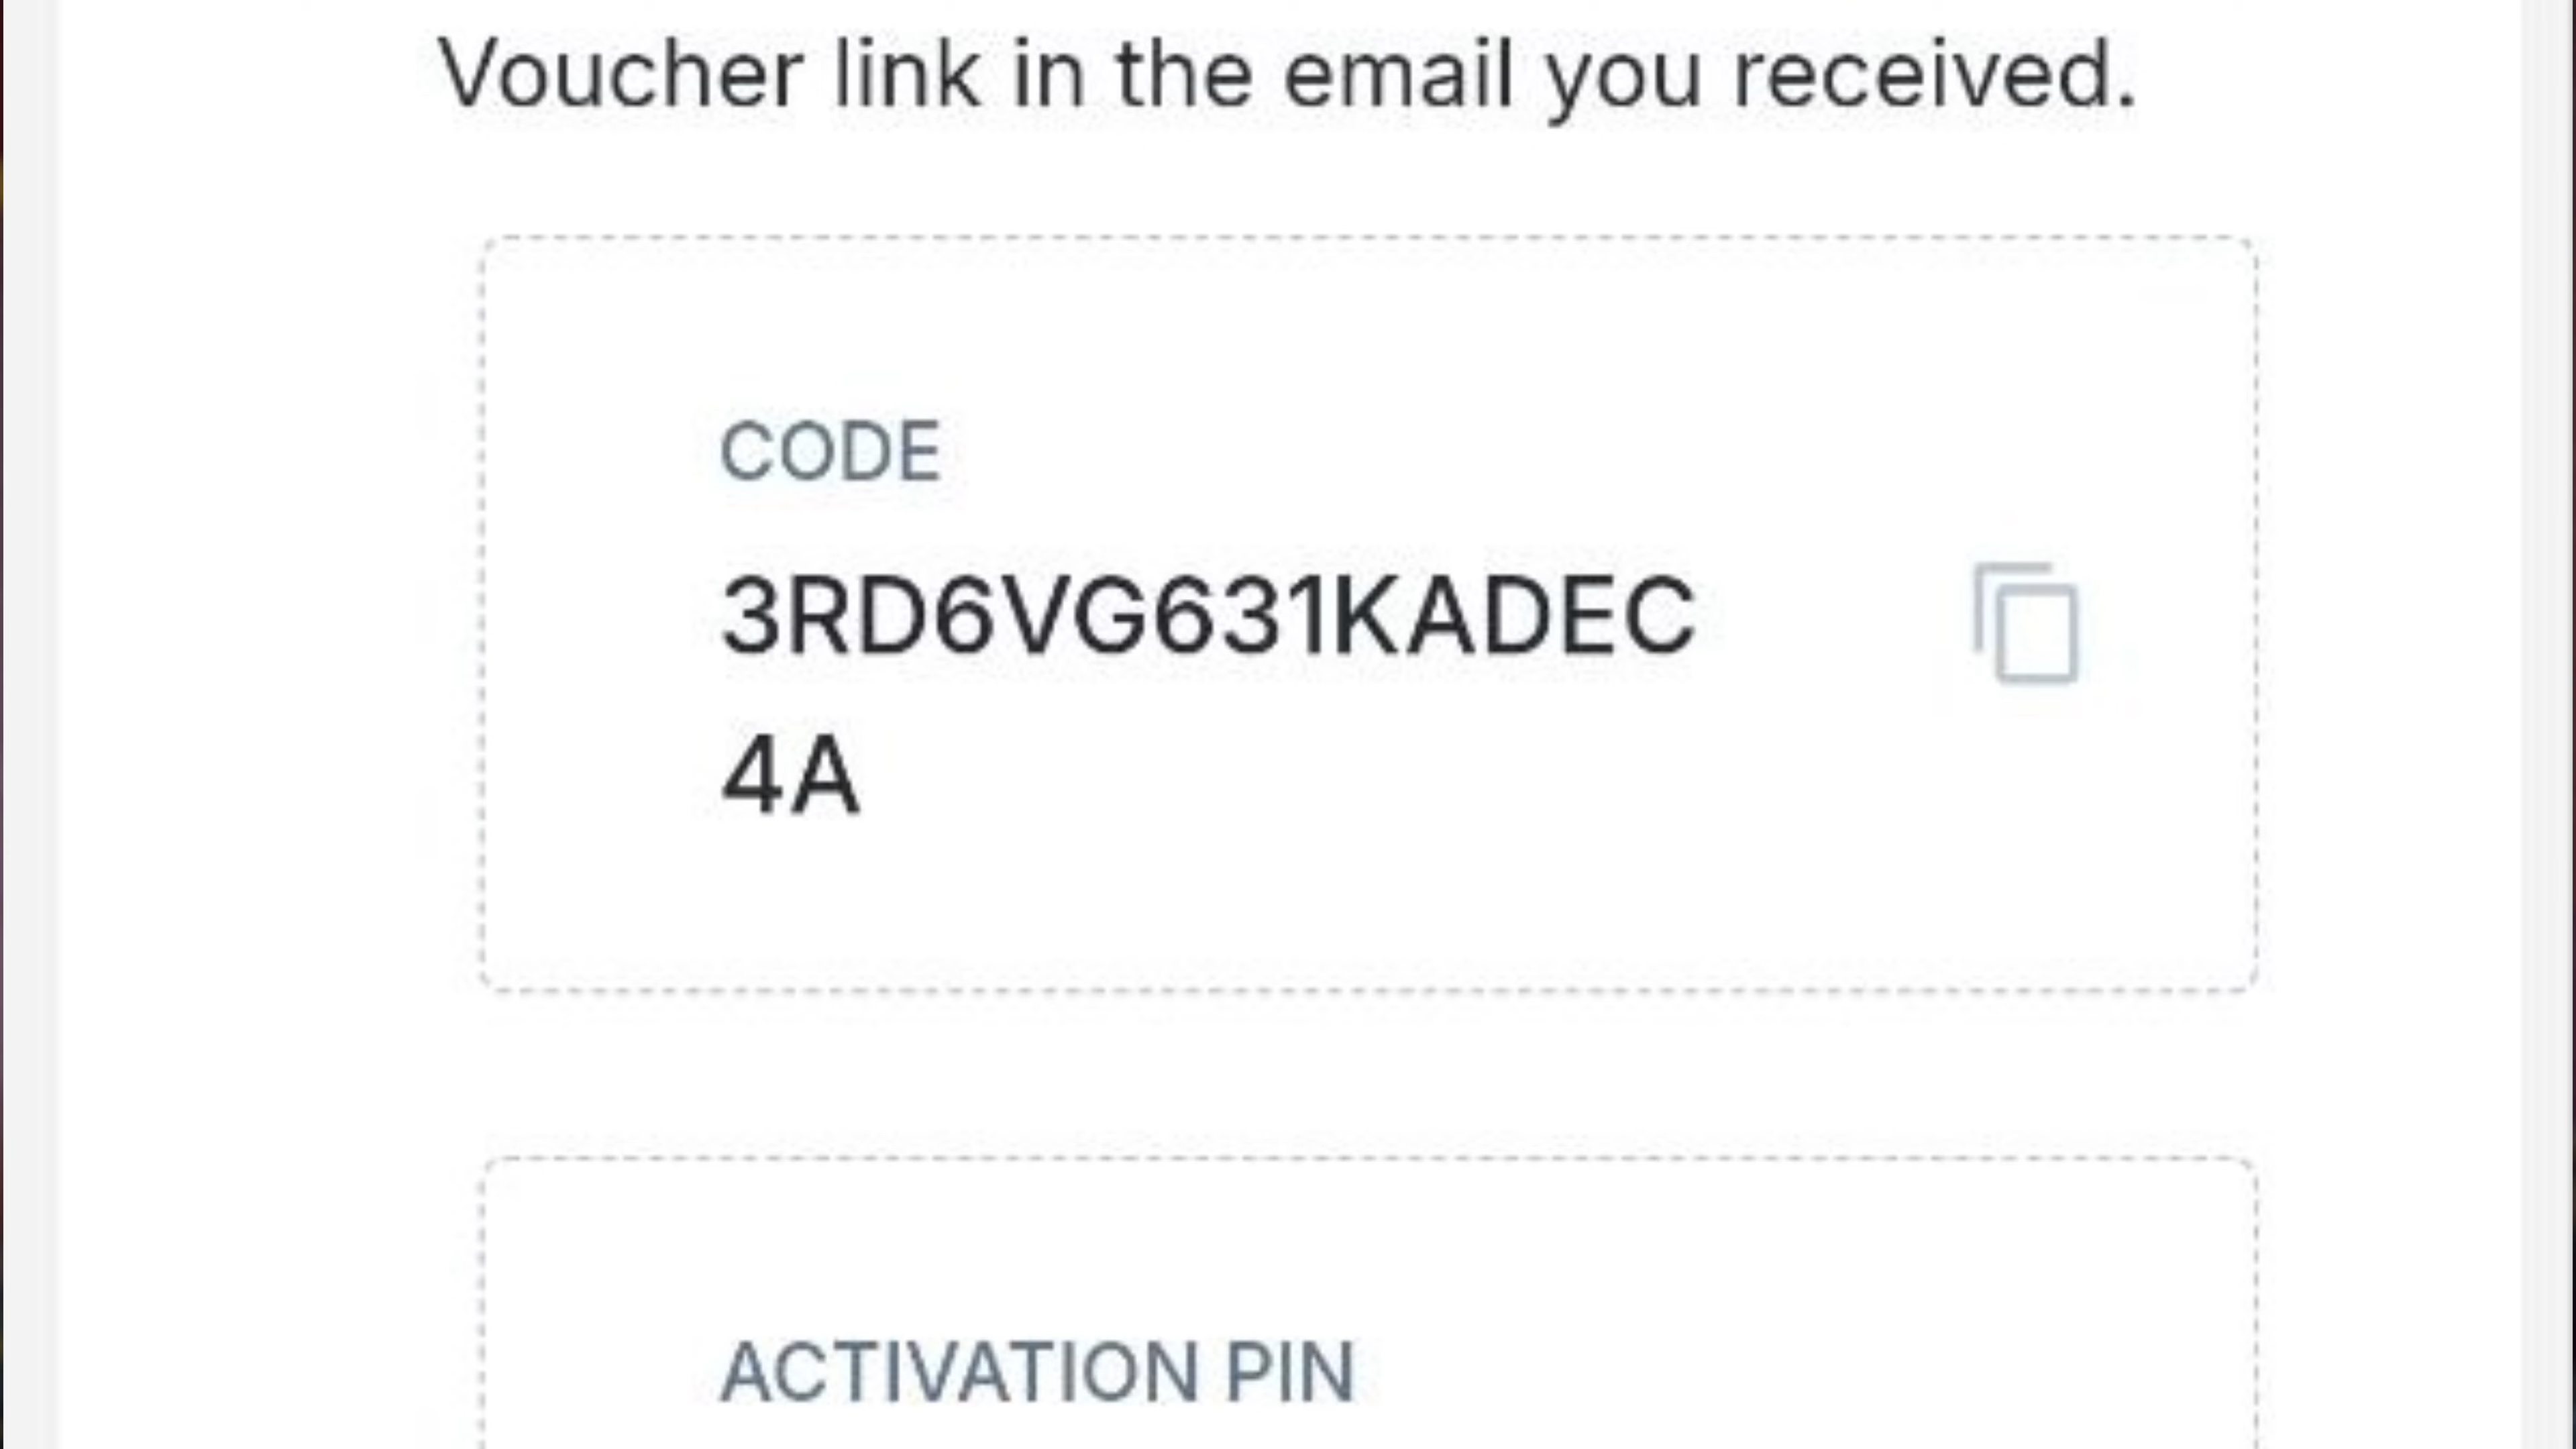 Voucher link in the email you received.
CODE
3RD6VG631KADEC
4A
ACTIVATION PIN